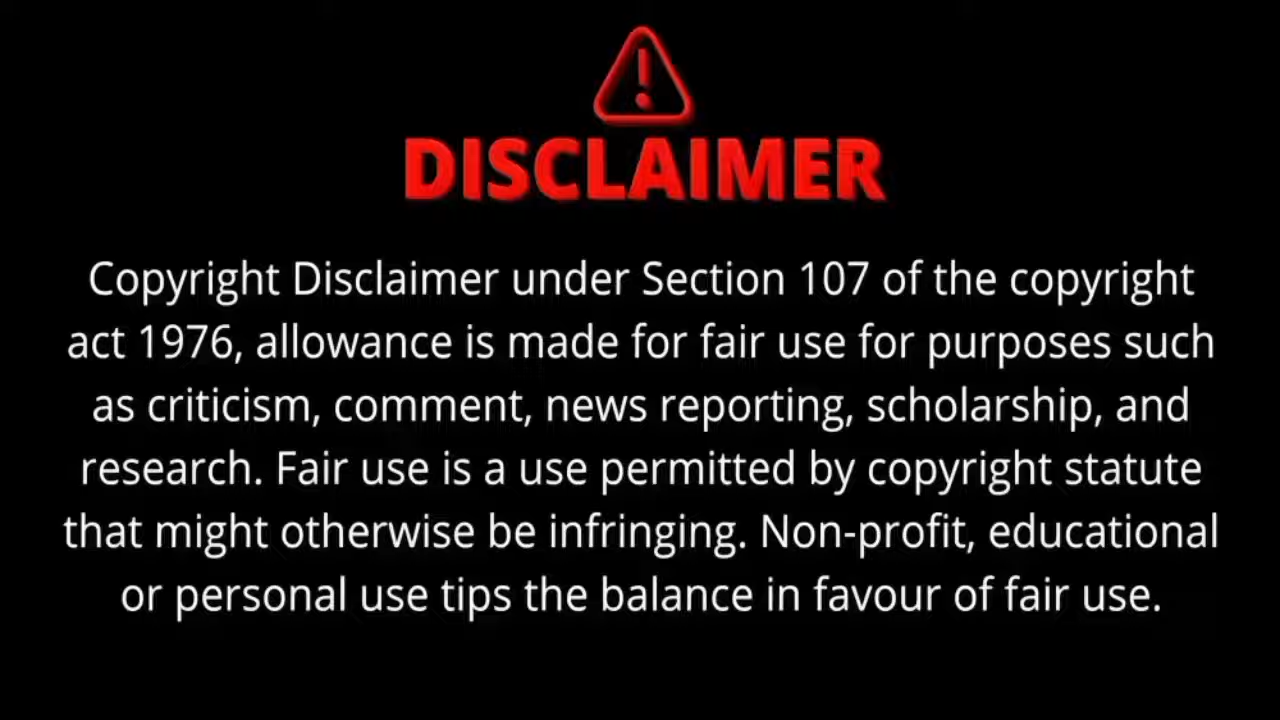 DISCLAIMER
Copyright Disclaimer under Section 107 of the copyright
act 1976, allowance is made for fair use for purposes such
as criticism, comment, news reporting, scholarship, and
research. Fair use is a use permitted by copyright statute
that might otherwise be infringing. Non-profit, educational
or personal use tips the balance in favour of fair use.